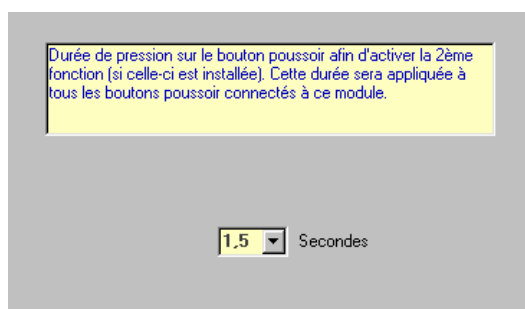 Durée de pression sur le bouton poussoir afin d'activer la 2ème
fonction (si celle-ci est installée). Cette durée sera appliquée à
tous les boutons poussoir connectés à ce module.
1,5 Secondes